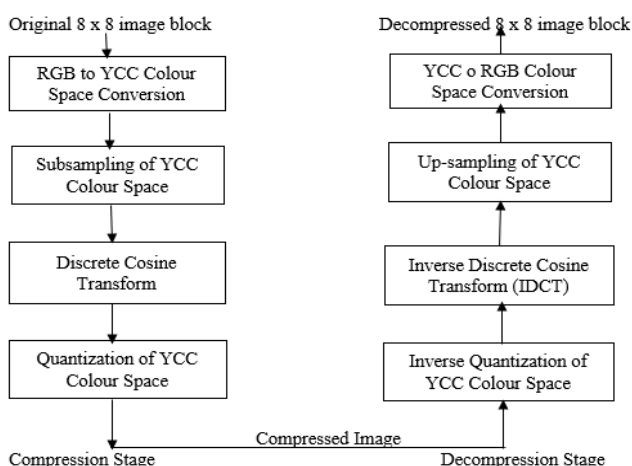 Original 8 x 8 image block
RGB to YCC Colour
Space Conversion
Subsampling of YCC
Colour Space
Discrete Cosine
Transform
Quantization of YCC
Colour Space
Compression Stage
Compressed Image
Decompressed 8 x 8 image block
YCC o RGB Colour
Space Conversion
Up-sampling of YCC
Colour Space
Inverse Discrete Cosine
Transform (IDCT)
Inverse Quantization of
YCC Colour Space
Decompression Stage